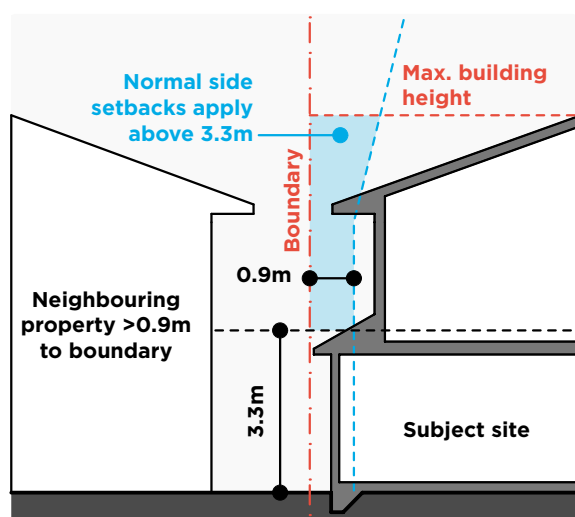 Normal side
setbacks apply
above 3.3m
Max. building
height
Boundary
0.9m
Neighbouring
property >0.9m
to boundary
3.3m
Subject site